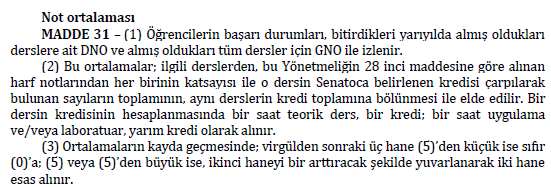 Not ortalaması
MADDE 31 – (1) Öğrencilerin başarı durumları, bitirdikleri yarıyılda almış oldukları
derslere ait DNO ve almış oldukları tüm dersler için GNO ile izlenir.
(2) Bu ortalamalar; ilgili derslerden, bu Yönetmeliğin 28 inci maddesine göre alınan
harf notlarından her birinin katsayısı ile o dersin Senatoca belirlenen kredisi çarpılarak
bulunan sayıların toplamının, aynı derslerin kredi toplamına bölünmesi ile elde edilir. Bir
dersin kredisinin hesaplanmasında bir saat teorik ders, bir kredi; bir saat uygulama
ve/veya laboratuar, yarım kredi olarak alınır.
(3) Ortalamaların kayda geçmesinde; virgülden sonraki üç hane (5)'den küçük ise sıfır
(0)'a; (5) veya (5)'den büyük ise, ikinci haneyi bir arttıracak şekilde yuvarlanarak iki hane
esas alınır.